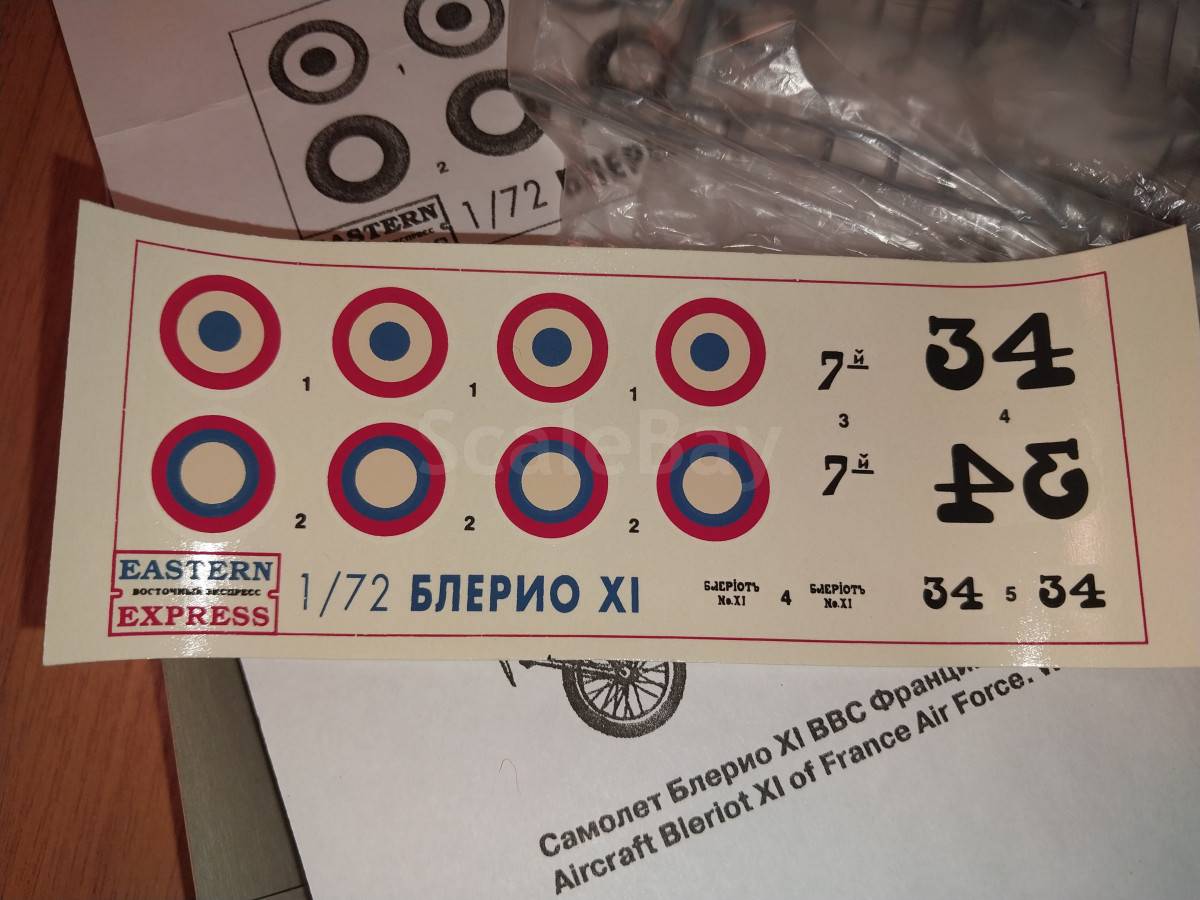 1
2
1/72 БЛЕР
EASTERN
1
1
1
7й
3
34
4
2
2
2
7й
34
EASTERN
ВОСТОЧНЫЙ ЭКСПРЕСС
EXPRESS
1/72 БЛЕРИО XI
БЛЕРІОТЪ
No.XI
4
БЛЕРІОТЪ
No.XI
34
5
34
ScaleBay
Самолет Блерио XI ВВС Франци
Aircraft Bleriot XI of France Air Force.